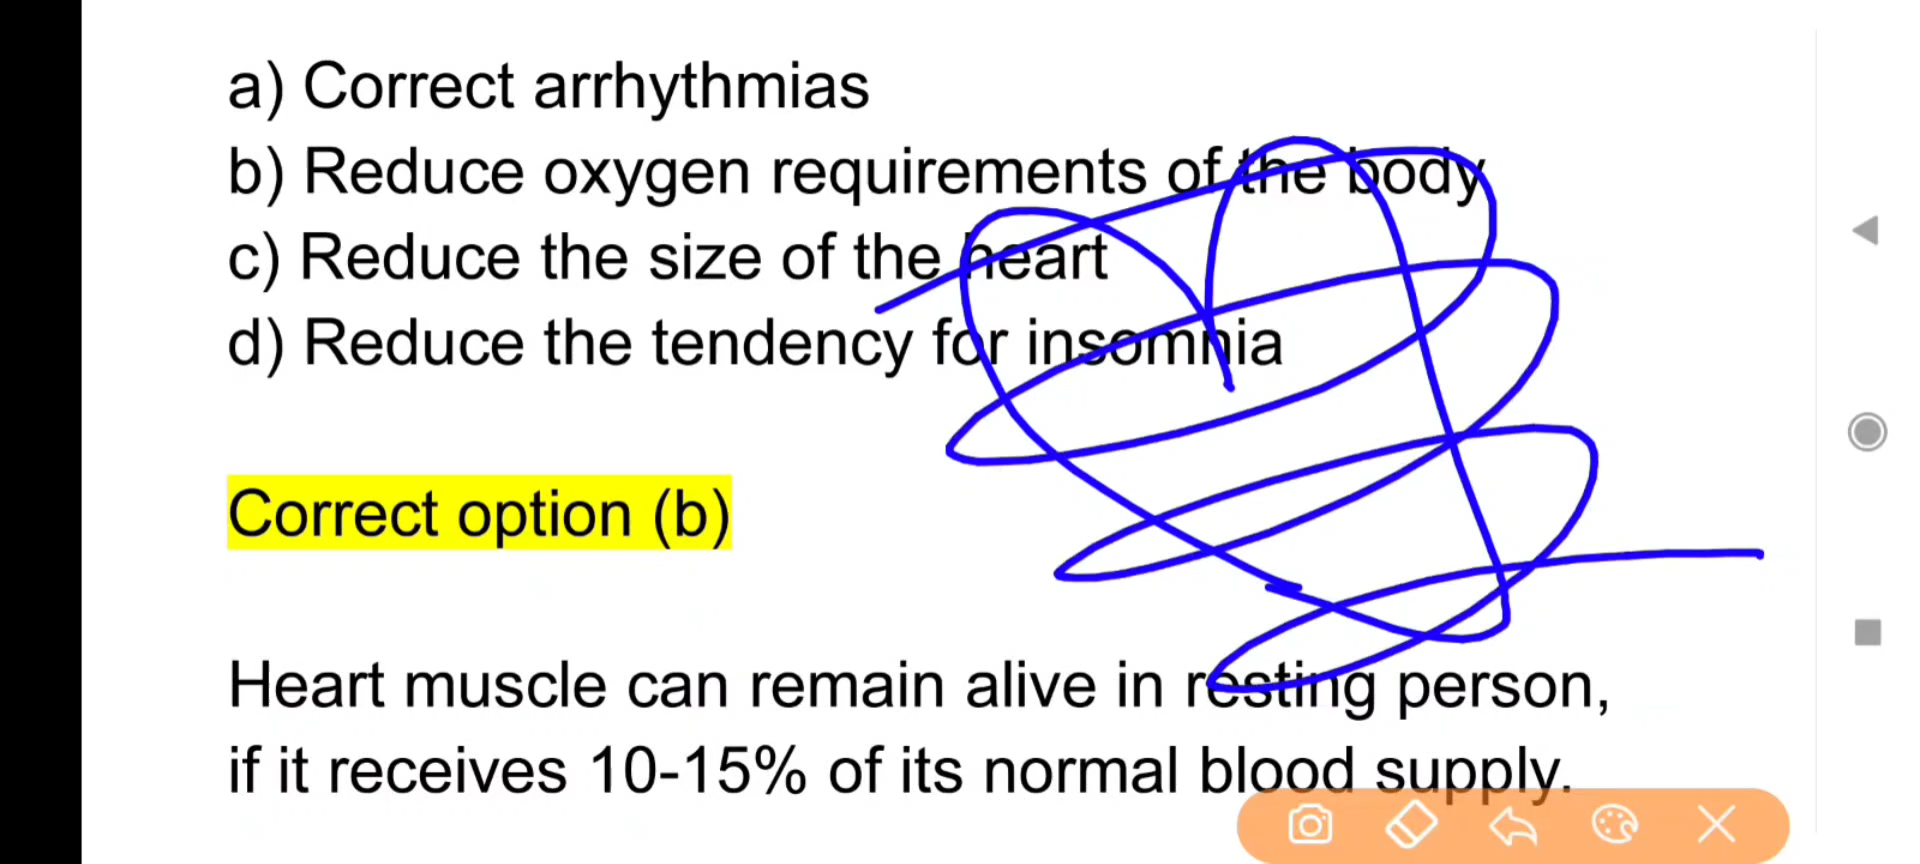 a) Correct arrhythmias
b) Reduce oxygen requirements of the body
c) Reduce the size of the heart
d) Reduce the tendency for insomnia
Correct option (b)
Heart muscle can remain alive in resting person,
if it receives 10-15% of its normal blood supply.